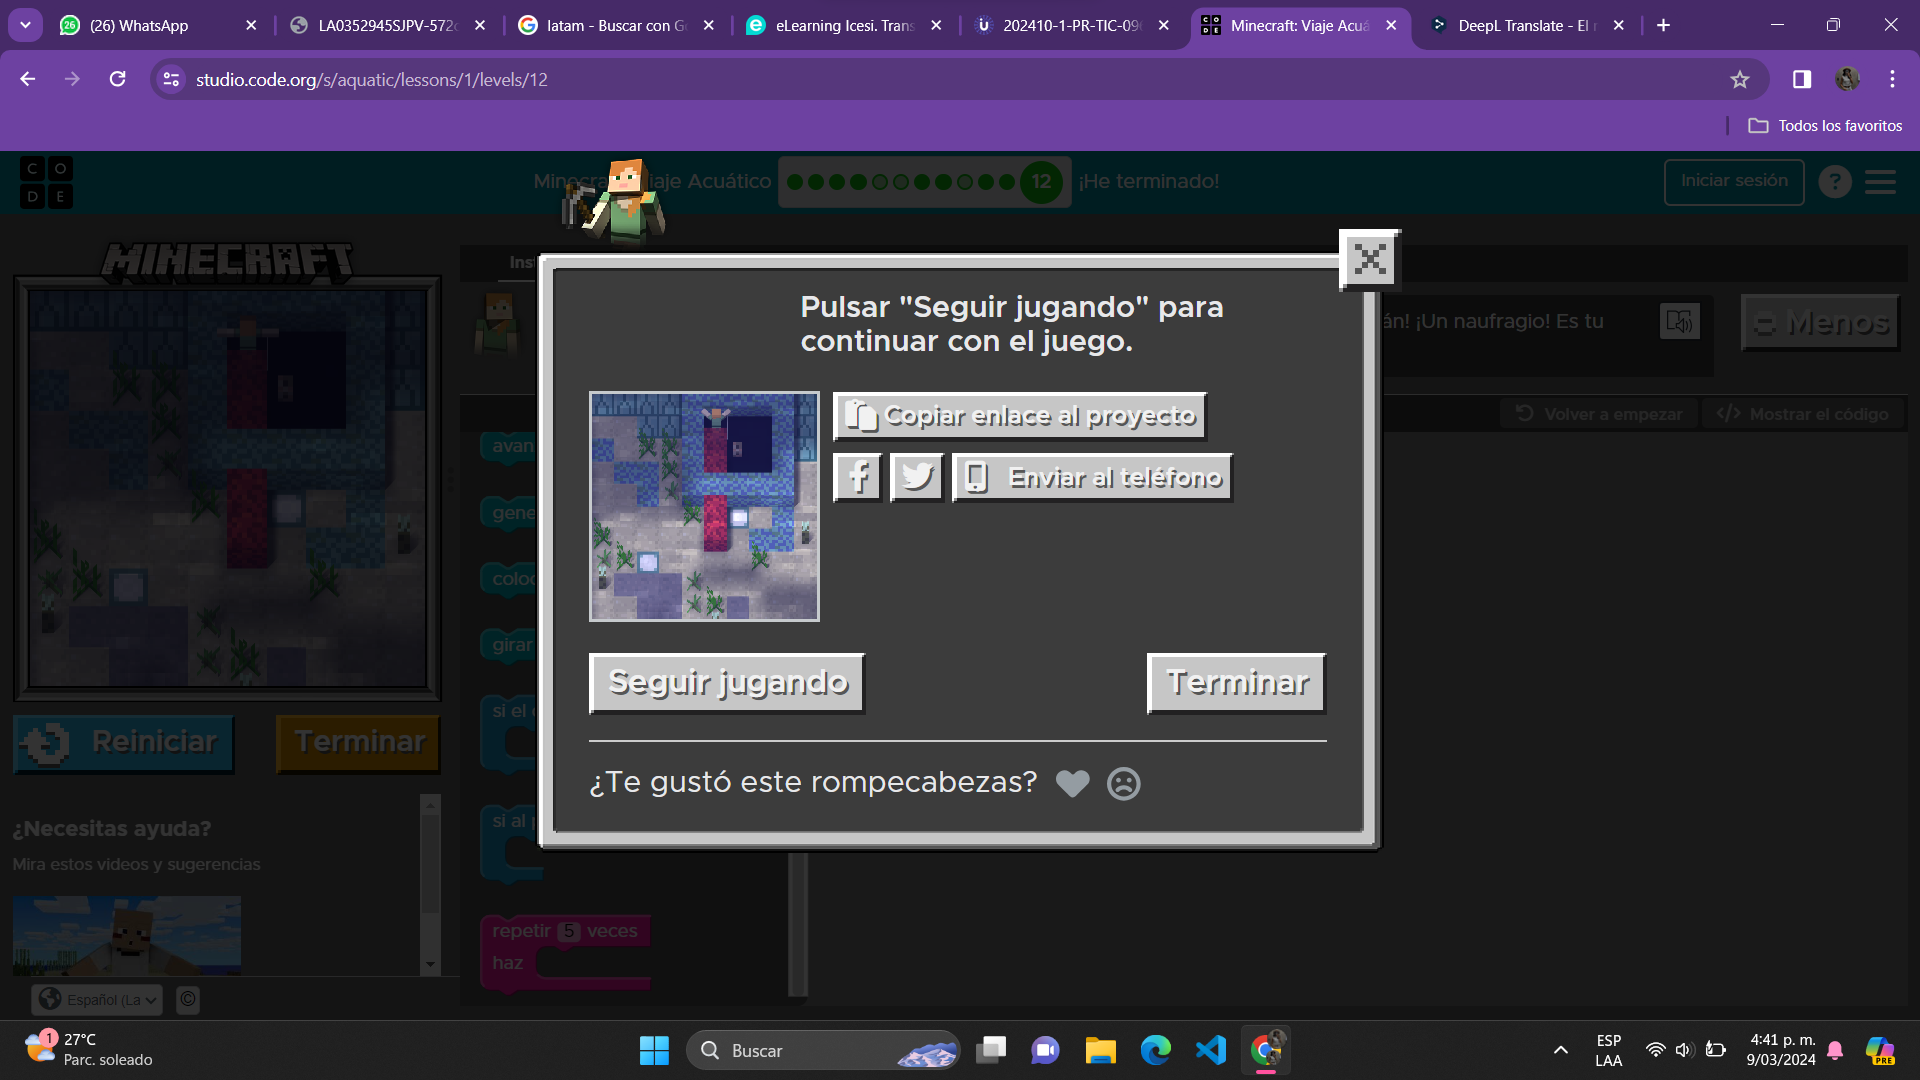 (26) WhatsApp
LA0352945SJPV-572
latam - Buscar con G
eLearning Icesi. Trans
202410-1-PR-TIC-09
Minecraft: Viaje Acuá
DeepL Translate - El
studio.code.org/s/aquatic/lessons/1/levels/12
Todos los favoritos
C O
D E
Viaje Acuático
12
¡He terminado!
Iniciar sesión
?
MINECRAFT
Ins
án! ¡Un naufragio! Es tu
Menos
Volver a empezar
</> Mostrar el código
avan
gene
coloc
girar
si el
si al
repetir 5 veces
haz
Pulsar "Seguir jugando" para
continuar con el juego.
Copiar enlace al proyecto
Enviar al teléfono
Seguir jugando
Terminar
¿Te gustó este rompecabezas?
Reiniciar
Terminar
¿Necesitas ayuda?
Mira estos videos y sugerencias
Español (La
©
1
27°C
Parc. soleado
Buscar
ESP
LAA
4:41 p. m.
9/03/2024
PRE